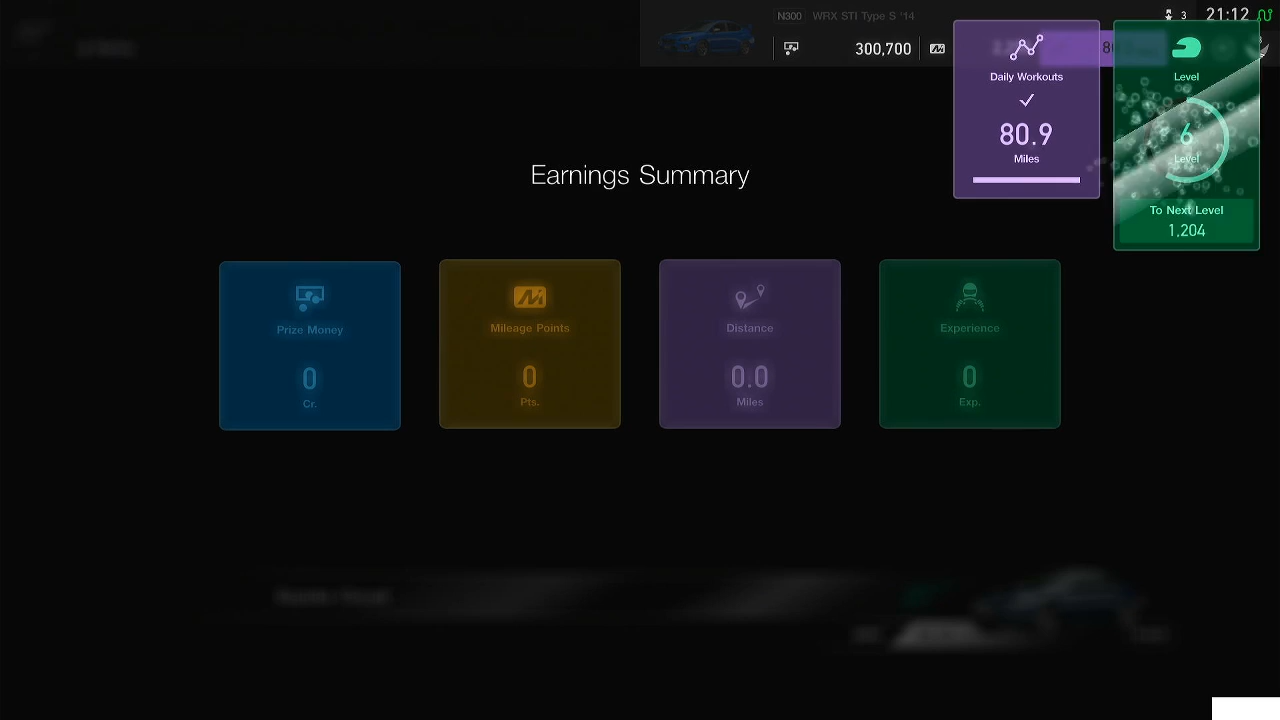 N300 WRX STI Type S '14
3 21:12
300,700
Daily Workouts
80.9
Miles
Level
6
Level
To Next Level
1,204
Earnings Summary
Prize Money
0
Cr.
Mileage Points
0
Pts.
Distance
0.0
Miles
Experience
0
Exp.